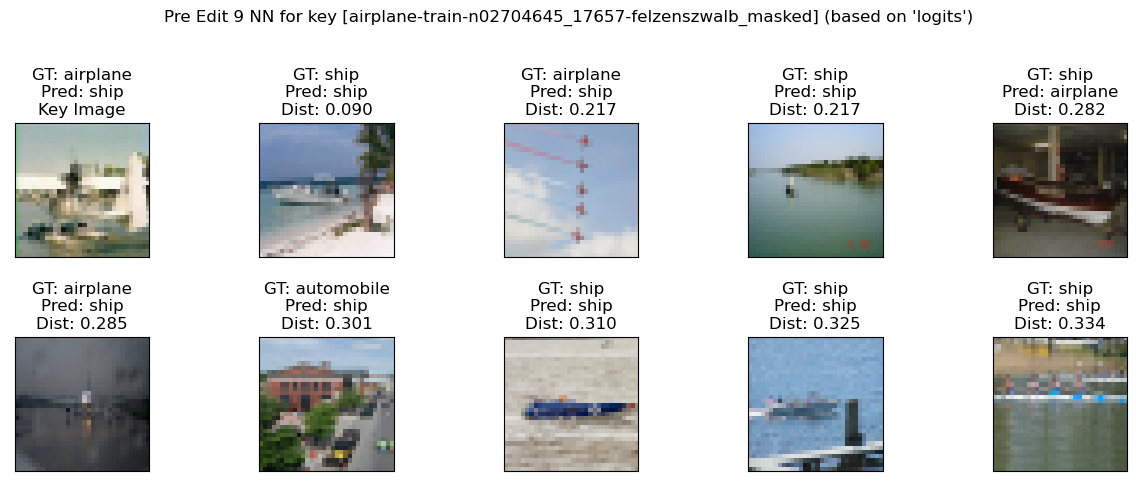 Pre Edit 9 NN for key [airplane-train-n02704645_17657-felzenszwalb_masked] (based on 'logits')
GT: airplane
Pred: ship
Key Image
GT: ship
Pred: ship
Dist: 0.090
GT: airplane
Pred: ship
Dist: 0.217
GT: ship
Pred: ship
Dist: 0.217
GT: ship
Pred: airplane
Dist: 0.282
GT: airplane
Pred: ship
Dist: 0.285
GT: automobile
Pred: ship
Dist: 0.301
GT: ship
Pred: ship
Dist: 0.310
GT: ship
Pred: ship
Dist: 0.325
GT: ship
Pred: ship
Dist: 0.334